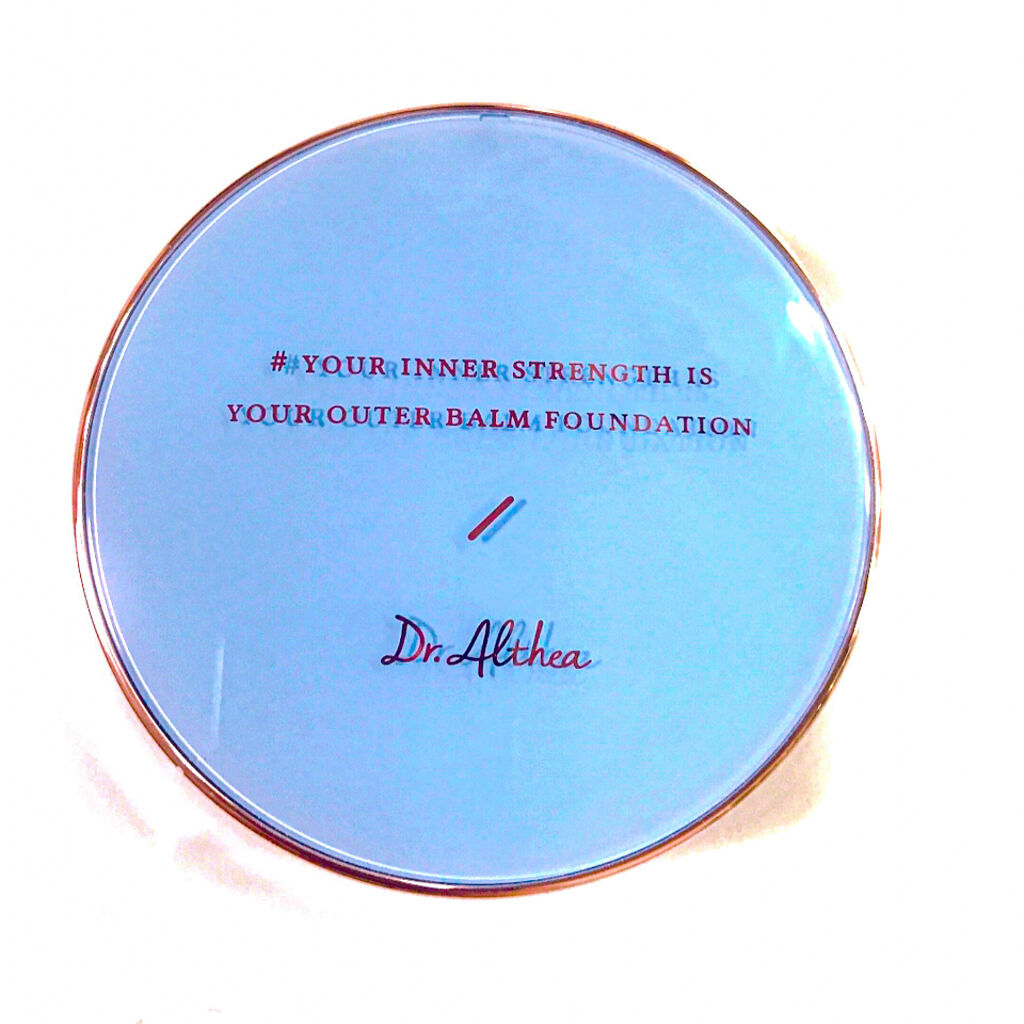 # YOUR INNER STRENGTH IS
YOUR OUTER BALM FOUNDATION
Dr. Althea